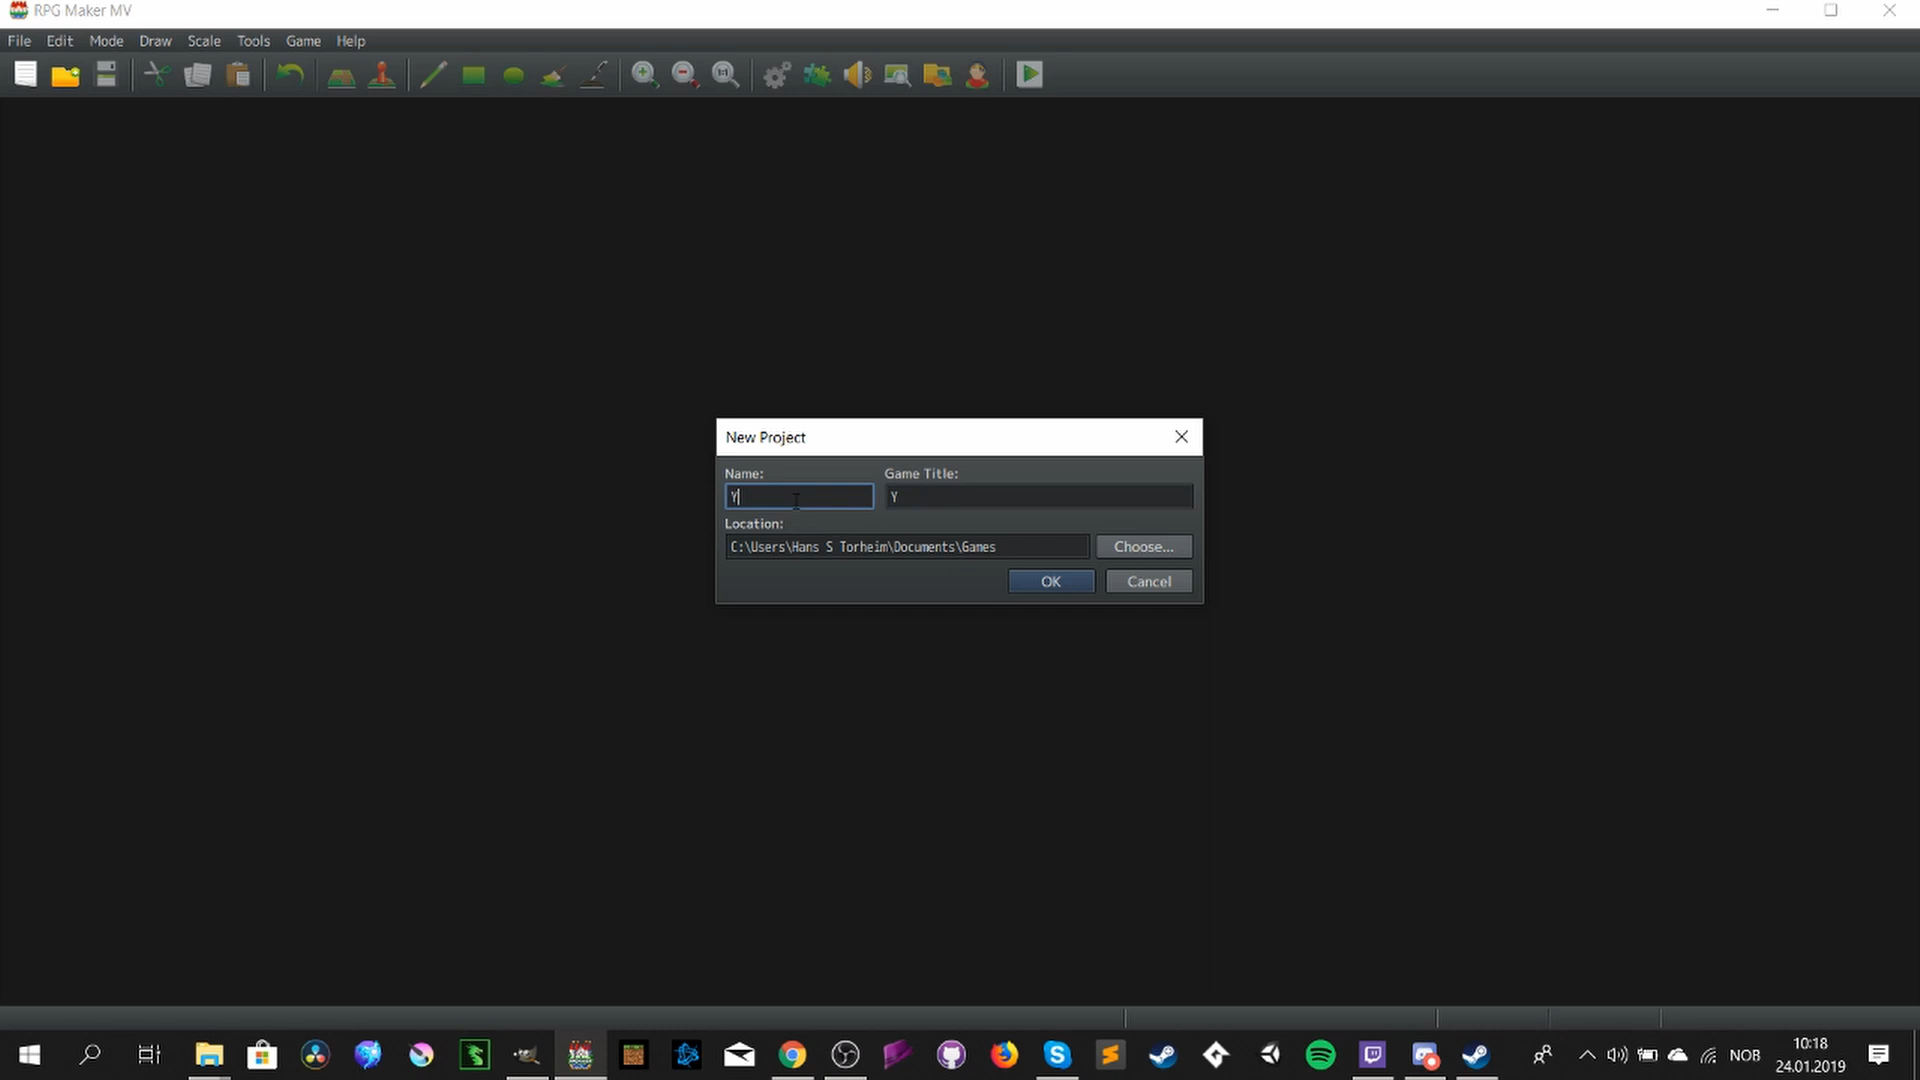 RPG Maker MV
File Edit Mode Draw Scale Tools Game Help
New Project
Name: Game Title:
Y Y
Location:
C:\Users\Hans S Torheim\Documents\Games Choose...
OK Cancel
NOB
10:18
24.01.2019